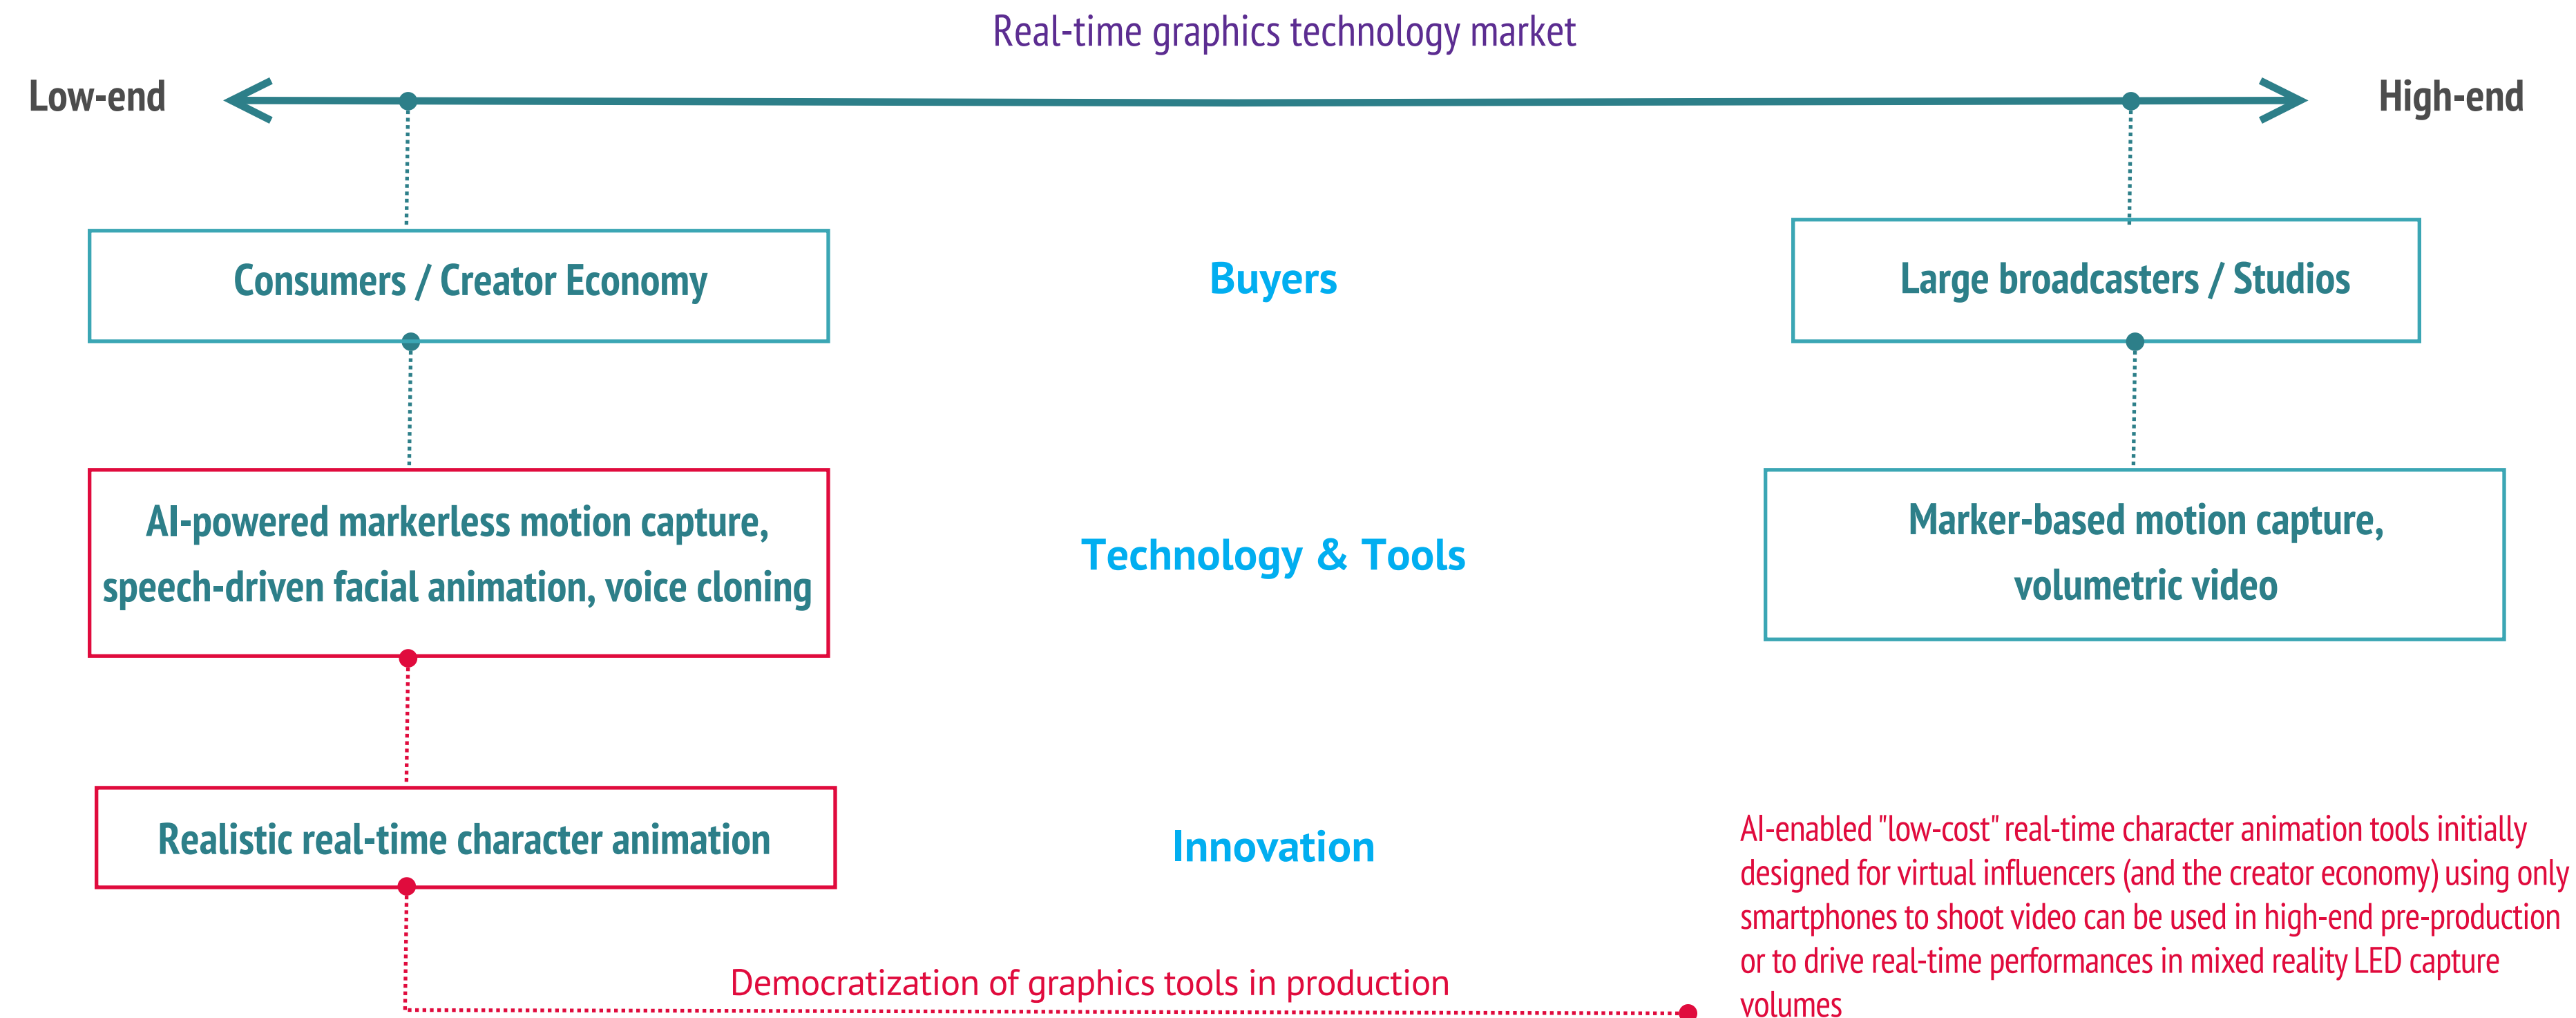 Real-time graphics technology market
Low-end
High-end
Consumers / Creator Economy
Buyers
Large broadcasters / Studios
AI-powered markerless motion capture,
speech-driven facial animation, voice cloning
Technology & Tools
Marker-based motion capture,
volumetric video
Realistic real-time character animation
Innovation
AI-enabled "low-cost" real-time character animation tools initially
designed for virtual influencers (and the creator economy) using only
smartphones to shoot video can be used in high-end pre-production
or to drive real-time performances in mixed reality LED capture
volumes
Democratization of graphics tools in production